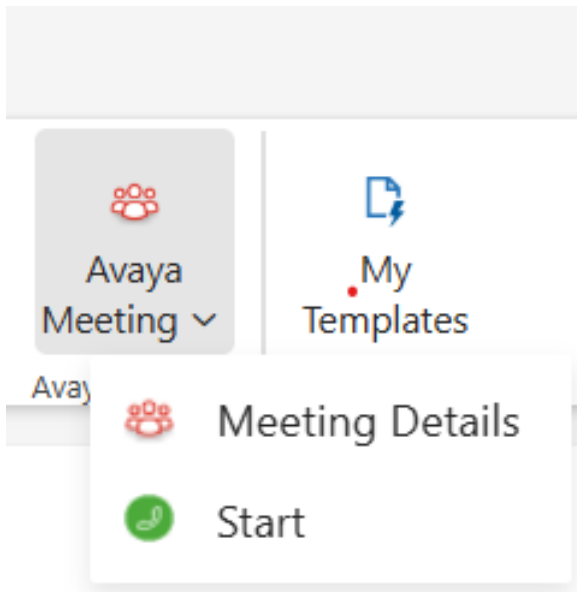 Avaya
Meeting
My
Templates
Meeting Details
Start